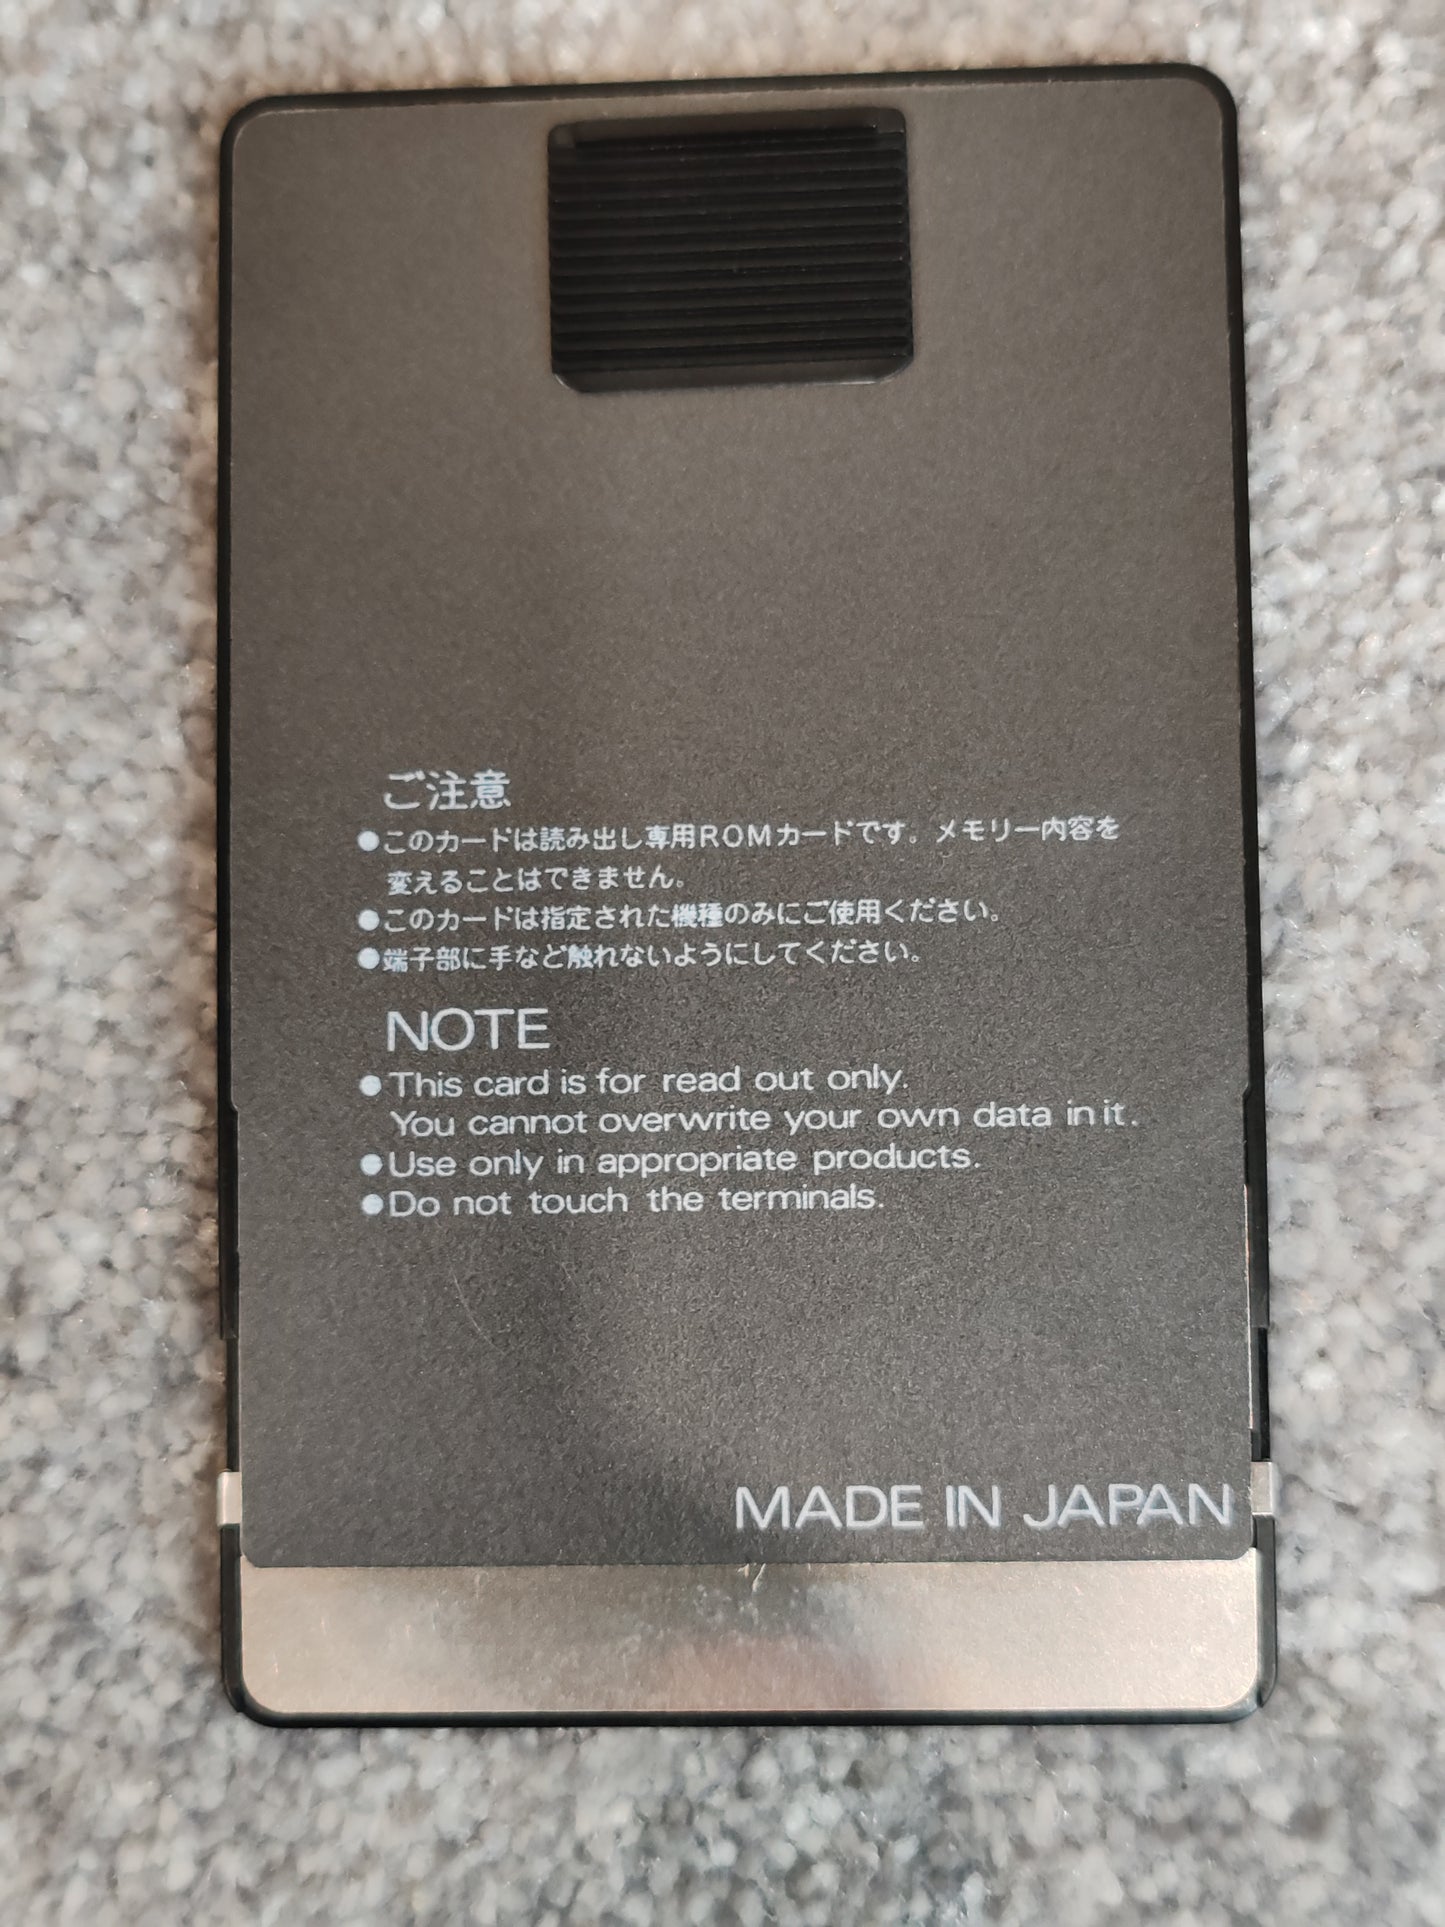 ご注意
●このカードは読み出し専用ROMカードです。メモリー内容を
変えることはできません。
●このカードは指定された機種のみにご使用ください。
●端子部に手など触れないようにしてください。
NOTE
●This card is for read out only.
You cannot overwrite your own data in it.
●Use only in appropriate products.
●Do not touch the terminals.
MADE IN JAPAN